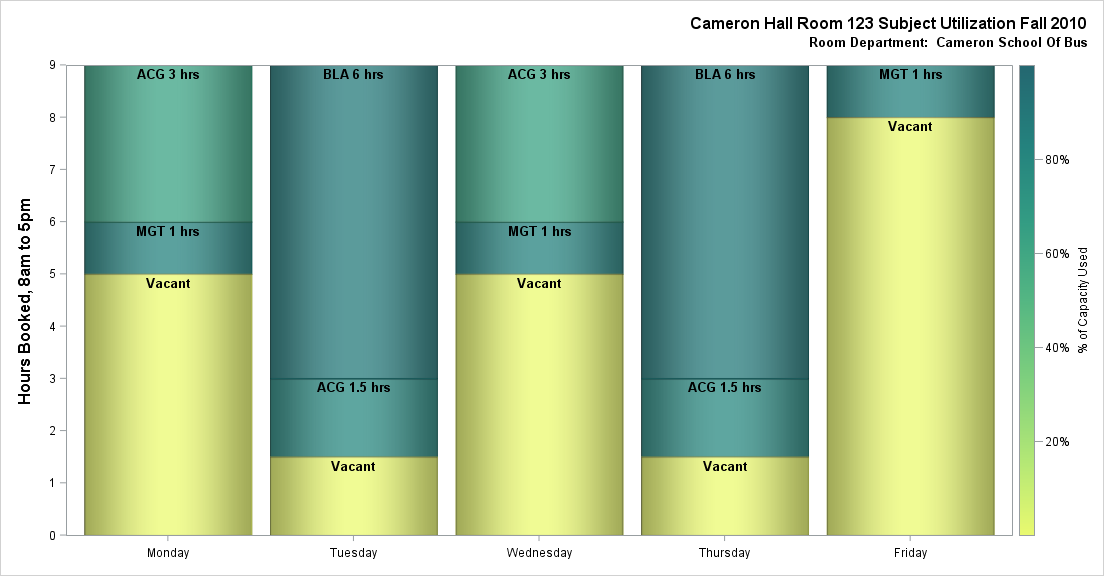 Cameron Hall Room 123 Subject Utilization Fall 2010
Room Department:  Cameron School Of Bus
Hours Booked, 8am to 5pm
9
8
7
6
5
4
3
2
1
0
ACG 3 hrs
MGT 1 hrs
Vacant
BLA 6 hrs
ACG 1.5 hrs
Vacant
ACG 3 hrs
MGT 1 hrs
Vacant
BLA 6 hrs
ACG 1.5 hrs
Vacant
MGT 1 hrs
Vacant
Monday
Tuesday
Wednesday
Thursday
Friday
80%
60%
40%
20%
% of Capacity Used